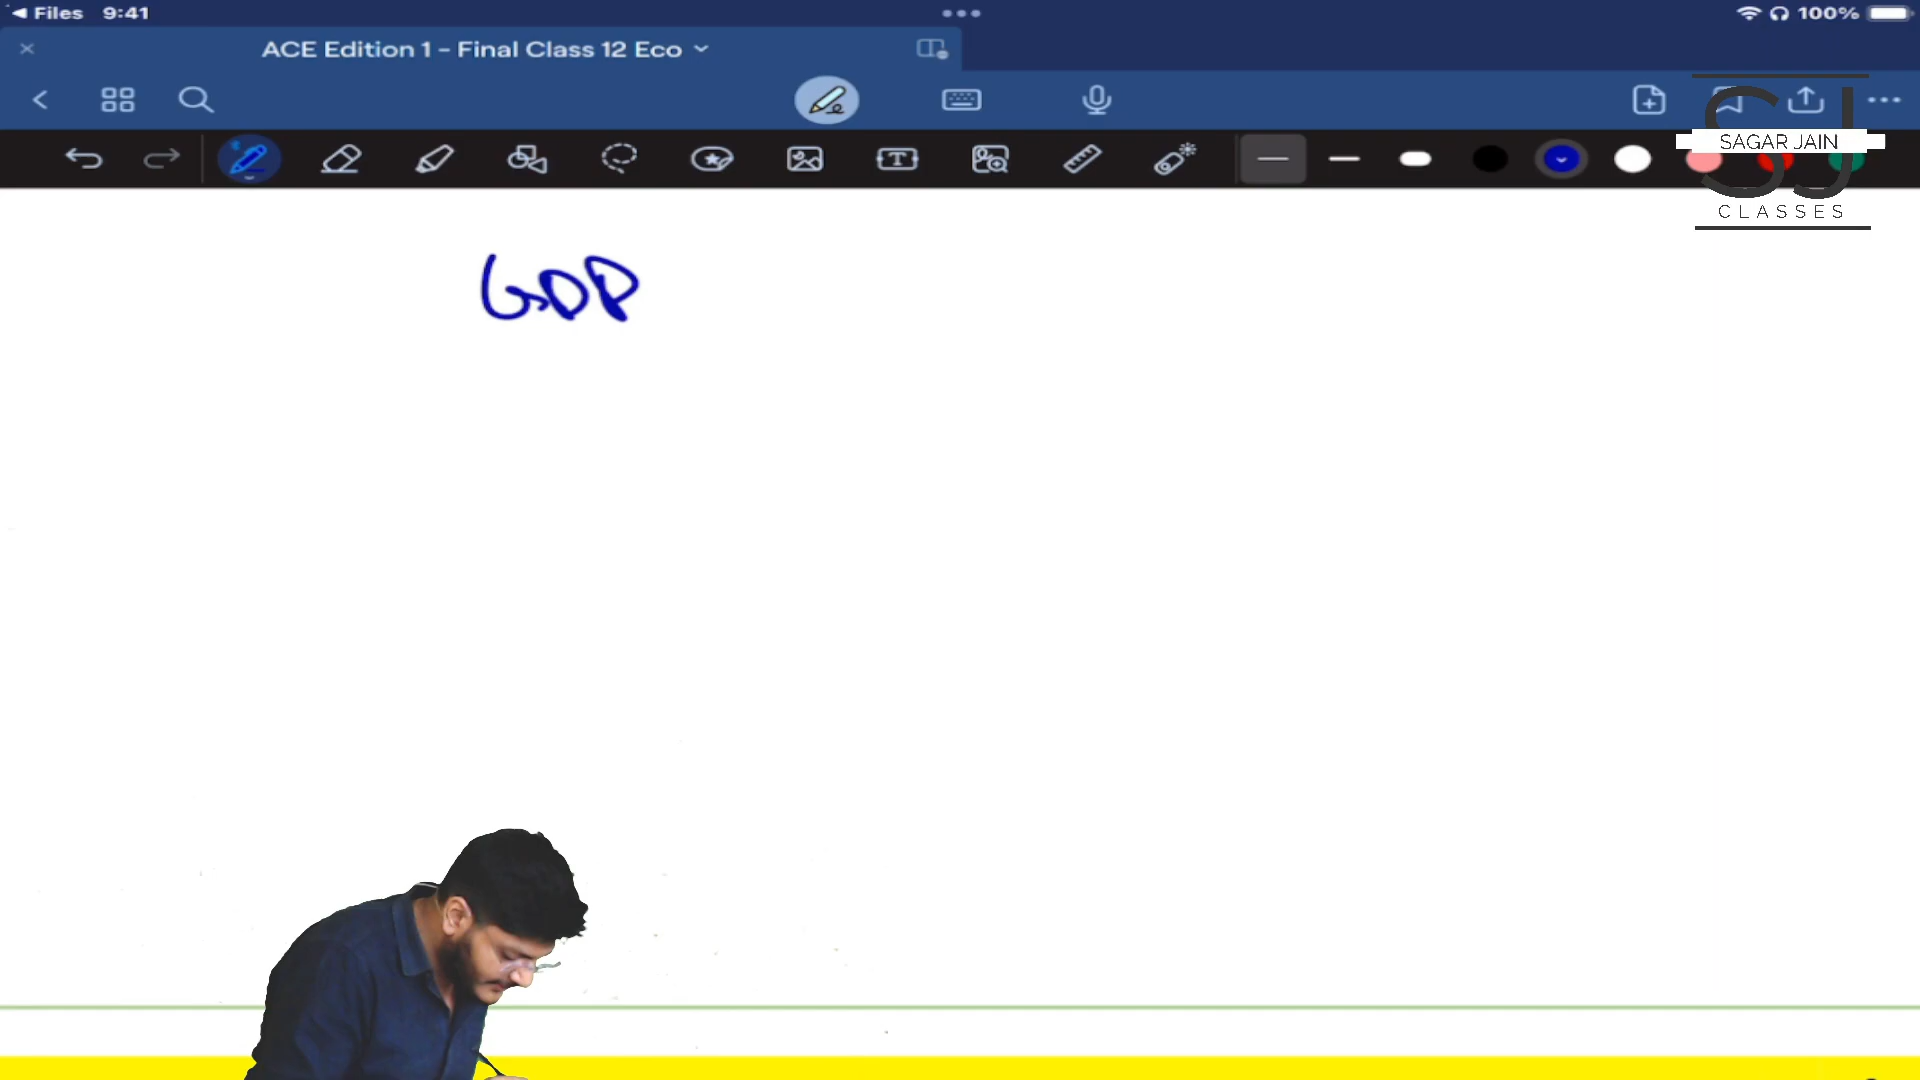 Files 9:41 100%
ACE Edition 1 - Final Class 12 Eco
SAGAR JAIN
CLASSES
GDP